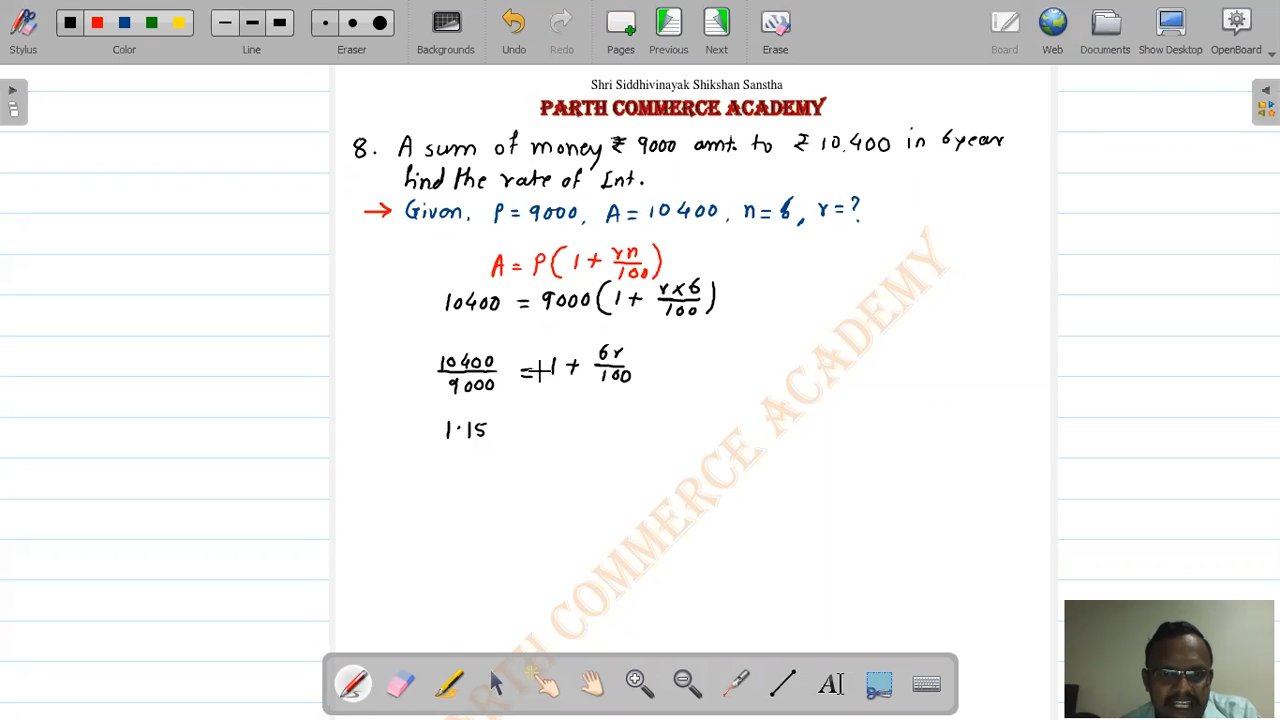 Stylus Color Line Eraser Backgrounds Undo Redo Pages Previous Next Erase Board Web Documents Show Desktop OpenBoard
Shri Siddhivinayak Shikshan Sanstha
PARTH COMMERCE ACADEMY
8. A sum of money ₹ 9000 amt. to ₹ 10,400 in 6 year
find the rate of Int.
→ Given, P = 9000, A = 10400, n = 6, r = ?
A = P(1 + rn/100)
10400 = 9000(1 + r×6/100)
10400/9000 = 1 + 6r/100
1.15
PARTH COMMERCE ACADEMY